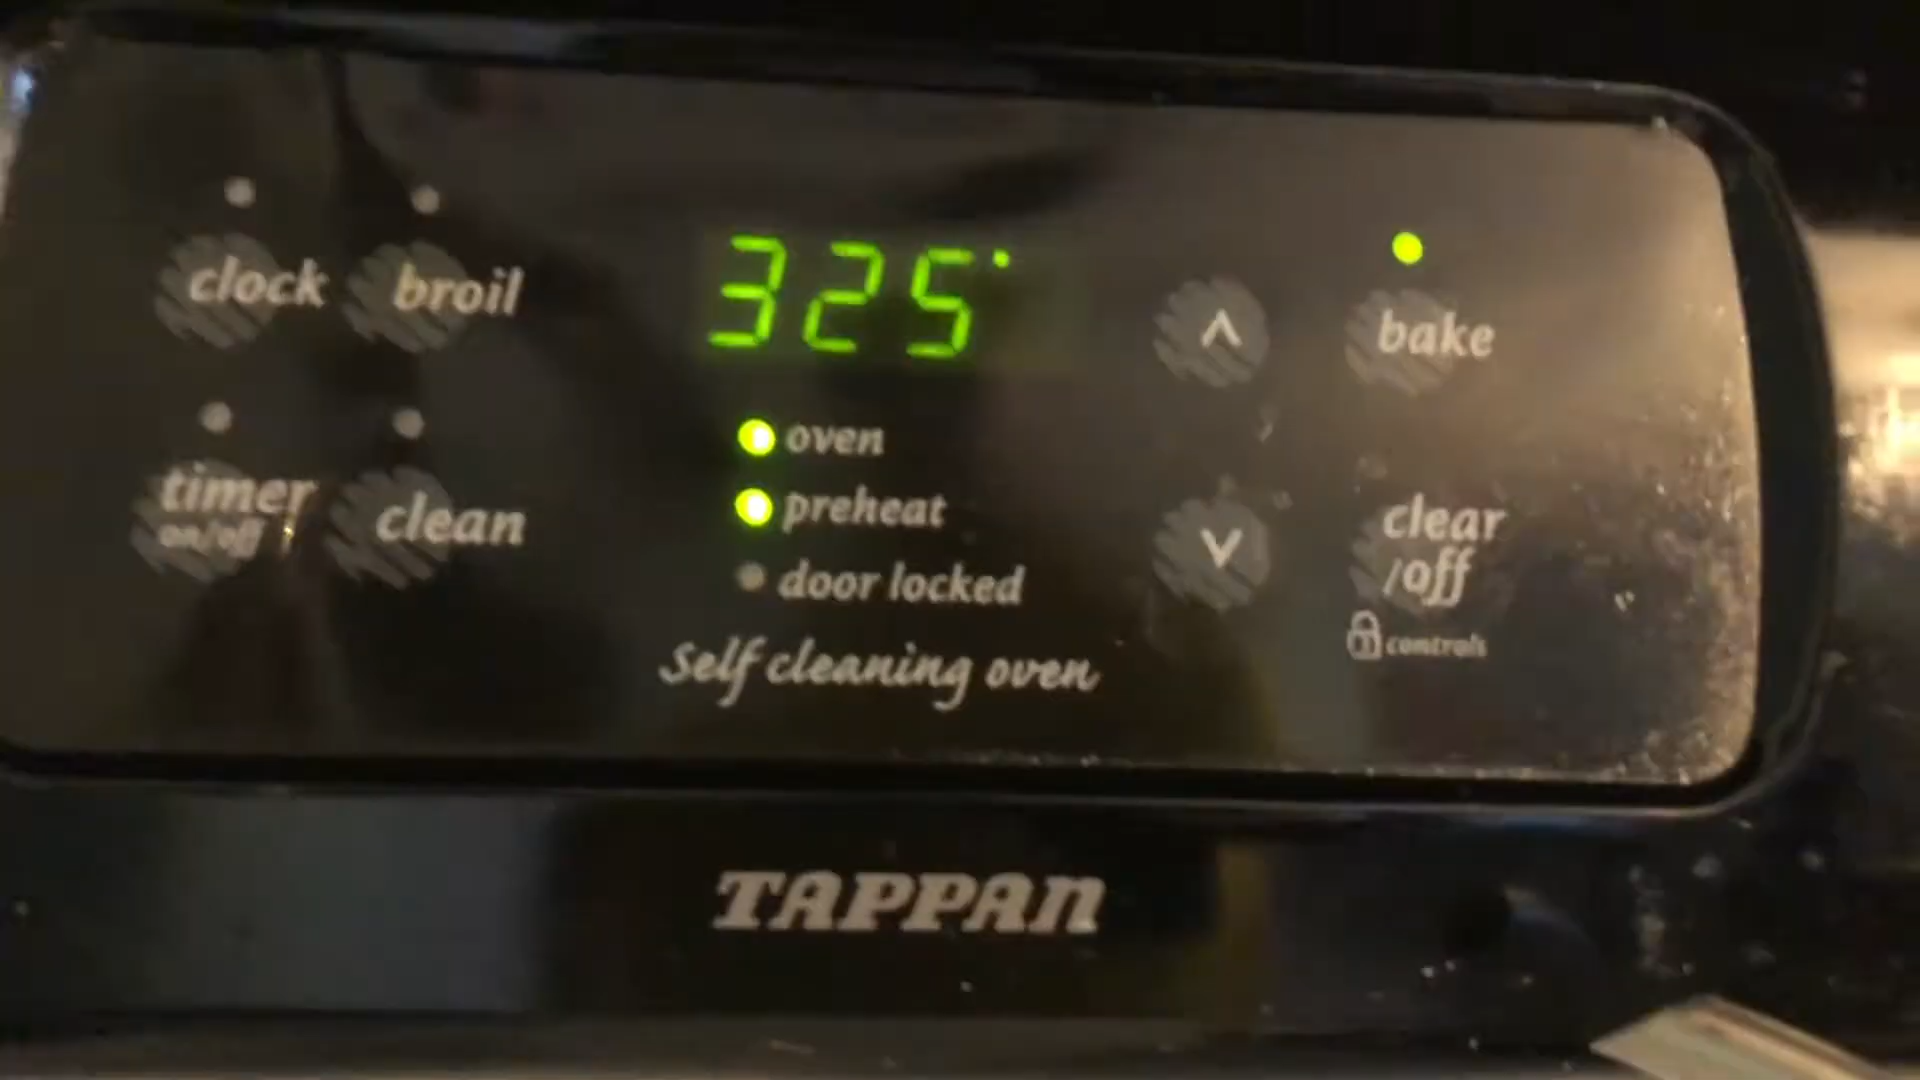 clock
broil
325°
^
bake
timer
on/off
clean
oven
preheat
door locked
v
clear
/off
controls
Self cleaning oven
TAPPAN